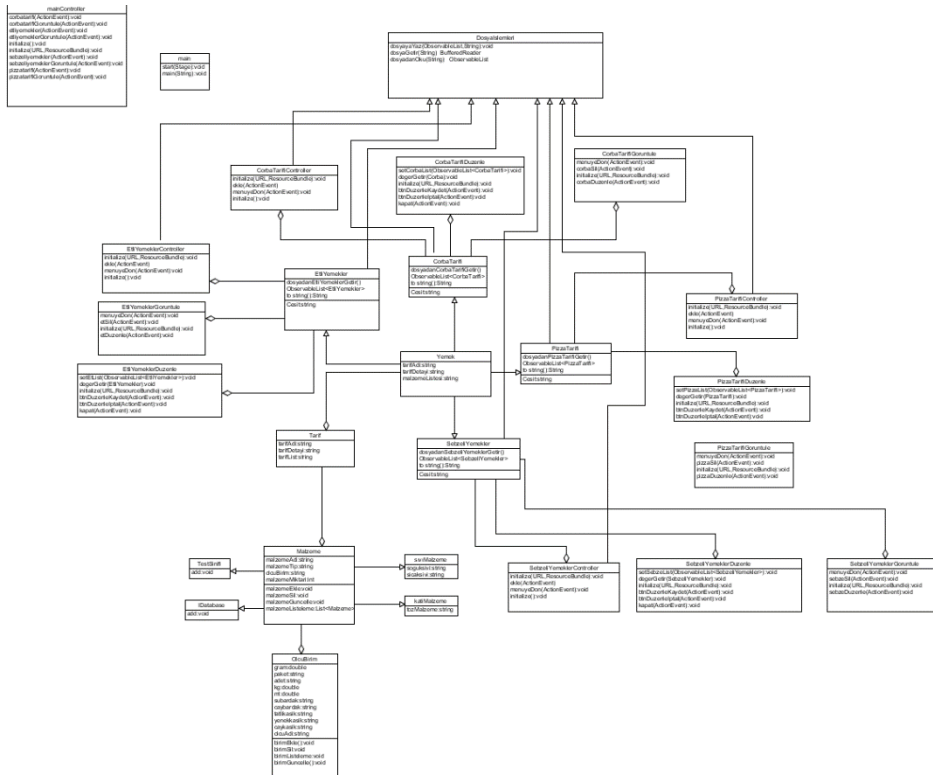 mainController
corbatarifi(ActionEvent):void
corbatarifiGoruntule(ActionEvent):void
etliyemekler(ActionEvent):void
etliyemeklerGoruntule(ActionEvent):void
initialize():void
initialize(URL,ResourceBundle):void
sebzeliyemekler(ActionEvent):void
sebzeliyemeklerGoruntule(ActionEvent):void
pizzatarifi(ActionEvent):void
pizzatarifiGoruntule(ActionEvent):void
main
start(Stage):void
main(String):void
DosyaIslemleri
dosyayaYaz(ObservableList,String):void
dosyaGetir(String) BufferedReader
dosyadanOku(String) ObservableList
CorbaTarifiController
initialize(URL,ResourceBundle):void
ekle(ActionEvent)
menuyeDon(ActionEvent):void
initialize():void
CorbaTarifiDuzenle
setCorbaList(ObservableList<CorbaTarifi>):void
degerGetir(Corba):void
initialize(URL,ResourceBundle):void
btnDuzenleKaydet(ActionEvent):void
btnDuzenleIptal(ActionEvent):void
kapat(ActionEvent):void
CorbaTarifiGoruntule
menuyeDon(ActionEvent):void
corbaSil(ActionEvent):void
initialize(URL,ResourceBundle):void
corbaDuzenle(ActionEvent):void
EtliYemeklerController
initialize(URL,ResourceBundle):void
ekle(ActionEvent)
menuyeDon(ActionEvent):void
initialize():void
EtliYemekler
dosyadanEtliYemeklerGetir()
ObservableList<EtliYemekler>
to string():String
Cesit:string
CorbaTarifi
dosyadanCorbaTarifiGetir()
ObservableList<CorbaTarifi>
to string():String
Cesit:string
PizzaTarifiController
initialize(URL,ResourceBundle):void
ekle(ActionEvent)
menuyeDon(ActionEvent):void
initialize():void
EtliYemeklerGoruntule
menuyeDon(ActionEvent):void
etSil(ActionEvent):void
initialize(URL,ResourceBundle):void
etDuzenle(ActionEvent):void
Yemek
tarifAdi:string
tarifDetayi:string
malzemeListesi:string
PizzaTarifi
dosyadanPizzaTarifiGetir()
ObservableList<PizzaTarifi>
to string():String
Cesit:string
EtliYemeklerDuzenle
setEtList(ObservableList<EtliYemekler>):void
degerGetir(EtliYemekler):void
initialize(URL,ResourceBundle):void
btnDuzenleKaydet(ActionEvent):void
btnDuzenleIptal(ActionEvent):void
kapat(ActionEvent):void
PizzaTarifiDuzenle
setPizzaList(ObservableList<PizzaTarifi>):void
degerGetir(PizzaTarifi):void
initialize(URL,ResourceBundle):void
btnDuzenleKaydet(ActionEvent):void
btnDuzenleIptal(ActionEvent):void
Tarif
tarifAdi:string
tarifDetayi:string
tarifList:string
SebzeliYemekler
dosyadanSebzeliYemeklerGetir()
ObservableList<SebzeliYemekler>
to string():String
Cesit:string
PizzaTarifiGoruntule
menuyeDon(ActionEvent):void
pizzaSil(ActionEvent):void
initialize(URL,ResourceBundle):void
pizzaDuzenle(ActionEvent):void
Malzeme
malzemeAdi:string
malzemeTip:string
olcuBirim:string
malzemeMiktari:int
malzemeEkle:void
malzemeSil:void
malzemeGuncelle:void
malzemeListeleme:List<Malzeme>
TestSinifi
add:void
IDatabase
add:void
sıvıMalzeme
soguksivi:string
sicaksivi:string
katiMalzeme
tozMalzeme:string
SebzeliYemeklerController
initialize(URL,ResourceBundle):void
ekle(ActionEvent)
menuyeDon(ActionEvent):void
initialize():void
SebzeliYemeklerDuzenle
setSebzeList(ObservableList<SebzeliYemekler>):void
degerGetir(SebzeliYemekler):void
initialize(URL,ResourceBundle):void
btnDuzenleKaydet(ActionEvent):void
btnDuzenleIptal(ActionEvent):void
kapat(ActionEvent):void
SebzeliYemeklerGoruntule
menuyeDon(ActionEvent):void
sebzeSil(ActionEvent):void
initialize(URL,ResourceBundle):void
sebzeDuzenle(ActionEvent):void
OlcuBirim
gram:double
paket:string
adet:string
kg:double
ml:double
subardak:string
caybardak:string
tatlikasik:string
yemekkasik:string
caykasik:string
olcuAdi:string
birimEkle():void
birimSil:void
birimListeleme:void
birimGuncelle():void